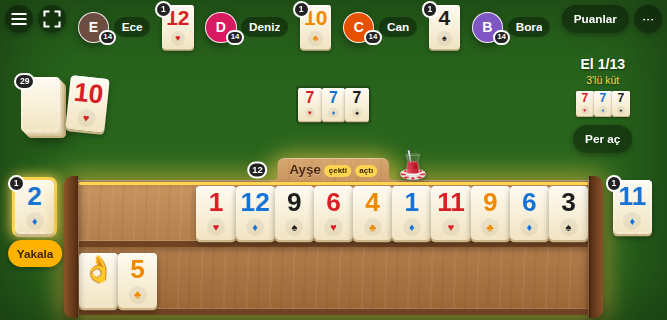 E 14 Ece
1 12
D 14 Deniz
1 10
C 14 Can
1 4
B 14 Bora
Puanlar
...
El 1/13
3'lü küt
7 7 7
Per aç
29
10
7 7 7
12 Ayşe çekti açtı
1 2
Yakala
1 12 9 6 4 1 11 9 6 3
1 11
5